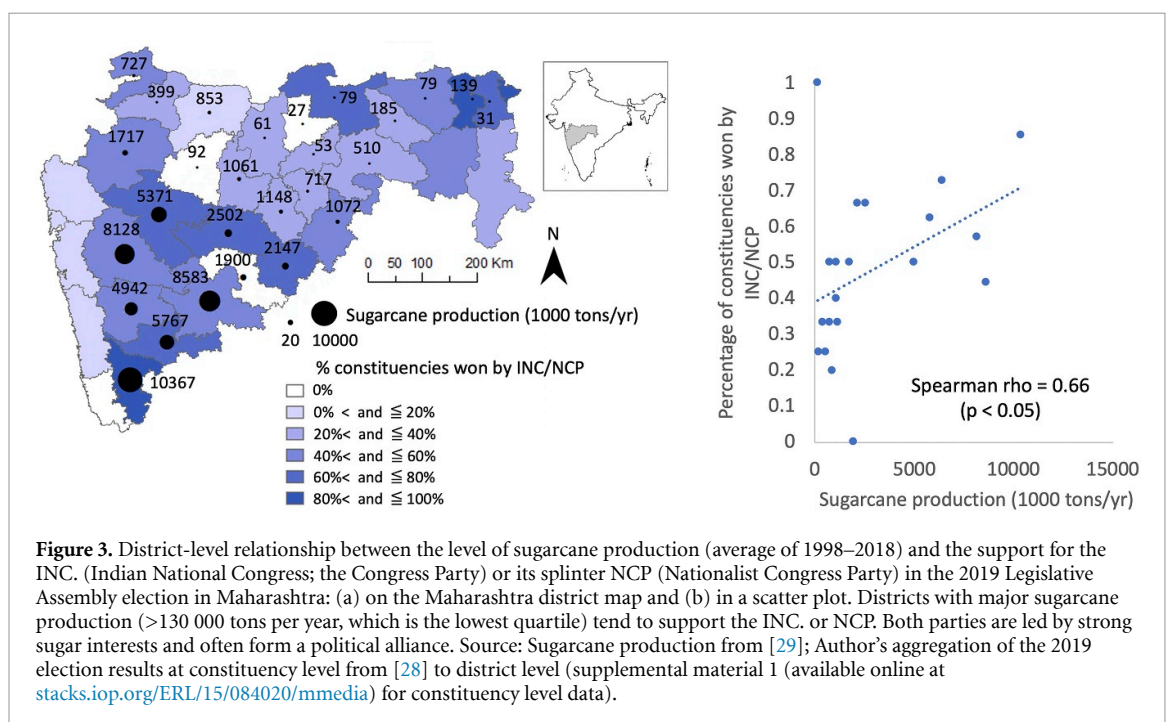 727
399
853
79
139
27
79
185
31
61
1717
92
53
510
1061
717
5371
1148
1072
2502
8128
2147
1900
8583
4942
5767
10367
N
0 50 100 200 Km
Sugarcane production (1000 tons/yr)
20 10000
% constituencies won by INC/NCP
0%
0% < and ≦ 20%
20%< and ≦ 40%
40%< and ≦ 60%
60%< and ≦ 80%
80%< and ≦ 100%
Percentage of constituencies won by
INC/NCP
1
0.9
0.8
0.7
0.6
0.5
0.4
0.3
0.2
0.1
0
Spearman rho = 0.66
(p < 0.05)
0 5000 10000 15000
Sugarcane production (1000 tons/yr)
Figure 3. District-level relationship between the level of sugarcane production (average of 1998–2018) and the support for the
INC. (Indian National Congress; the Congress Party) or its splinter NCP (Nationalist Congress Party) in the 2019 Legislative
Assembly election in Maharashtra: (a) on the Maharashtra district map and (b) in a scatter plot. Districts with major sugarcane
production (>130 000 tons per year, which is the lowest quartile) tend to support the INC. or NCP. Both parties are led by strong
sugar interests and often form a political alliance. Source: Sugarcane production from [29]; Author's aggregation of the 2019
election results at constituency level from [28] to district level (supplemental material 1 (available online at
stacks.iop.org/ERL/15/084020/mmedia) for constituency level data).